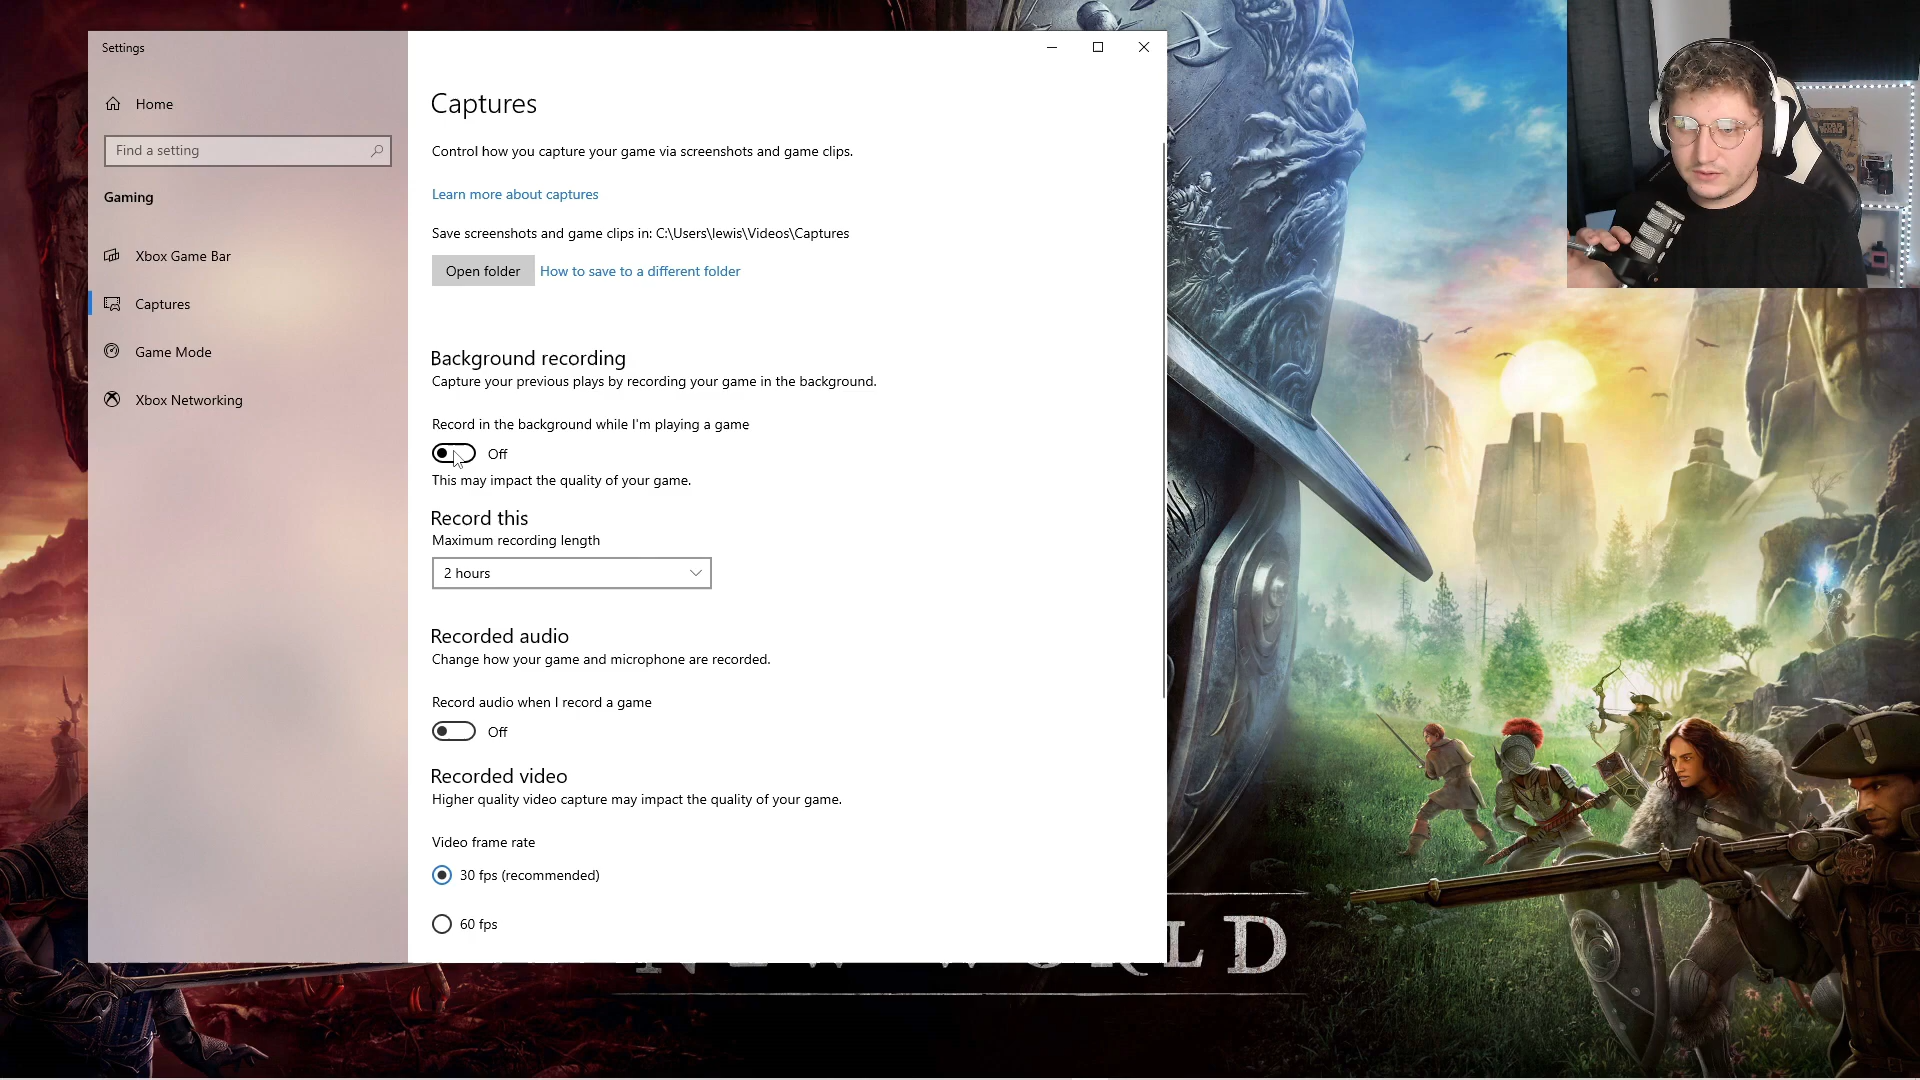 Settings
Home
Find a setting
Gaming
Xbox Game Bar
Captures
Game Mode
Xbox Networking
Captures
Control how you capture your game via screenshots and game clips.
Learn more about captures
Save screenshots and game clips in: C:\Users\lewis\Videos\Captures
Open folder How to save to a different folder
Background recording
Capture your previous plays by recording your game in the background.
Record in the background while I'm playing a game
Off
This may impact the quality of your game.
Record this
Maximum recording length
2 hours
Recorded audio
Change how your game and microphone are recorded.
Record audio when I record a game
Off
Recorded video
Higher quality video capture may impact the quality of your game.
Video frame rate
30 fps (recommended)
60 fps
NEW WORLD